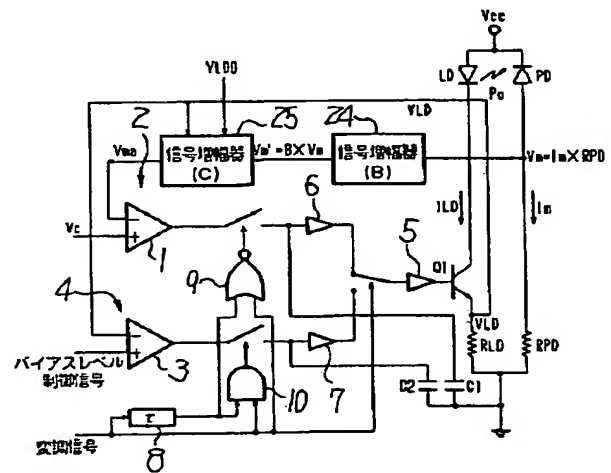 Vcc
LD
PD
Po
VLDD
VLD
2
25
24
Vma
信号増幅器
(C)
Vm'=B×Vm
信号増幅器
(B)
Vm=Im×RPD
6
ILD
Im
Vc
1
5
Q1
9
4
VLD
RLD
RPD
バイアスレベル
制御信号
3
7
C2
C1
10
τ
変調信号
8